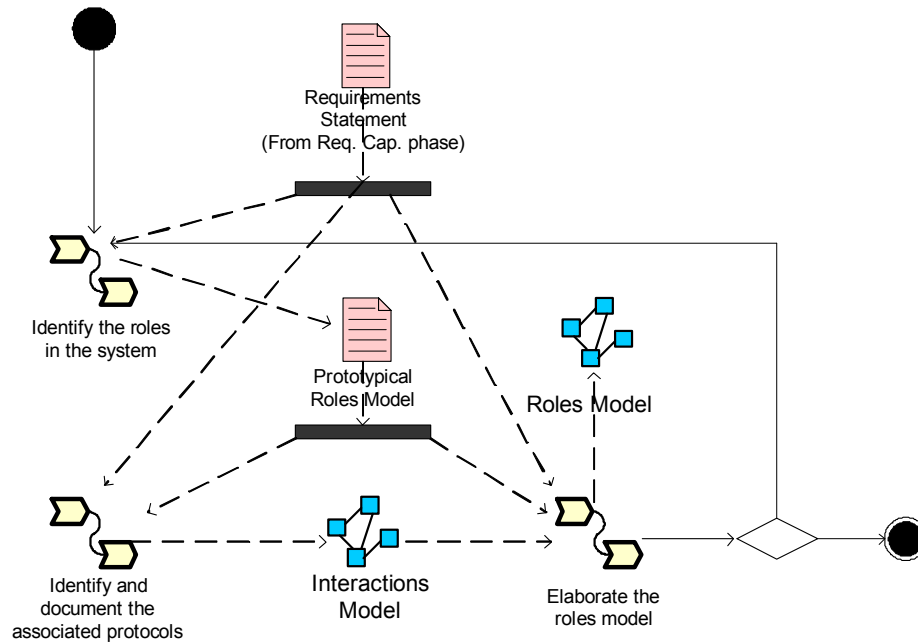 Requirements
Statement
(From Req. Cap. phase)
Identify the roles
in the system
Prototypical
Roles Model
Roles Model
Identify and
document the
associated protocols
Interactions
Model
Elaborate the
roles model